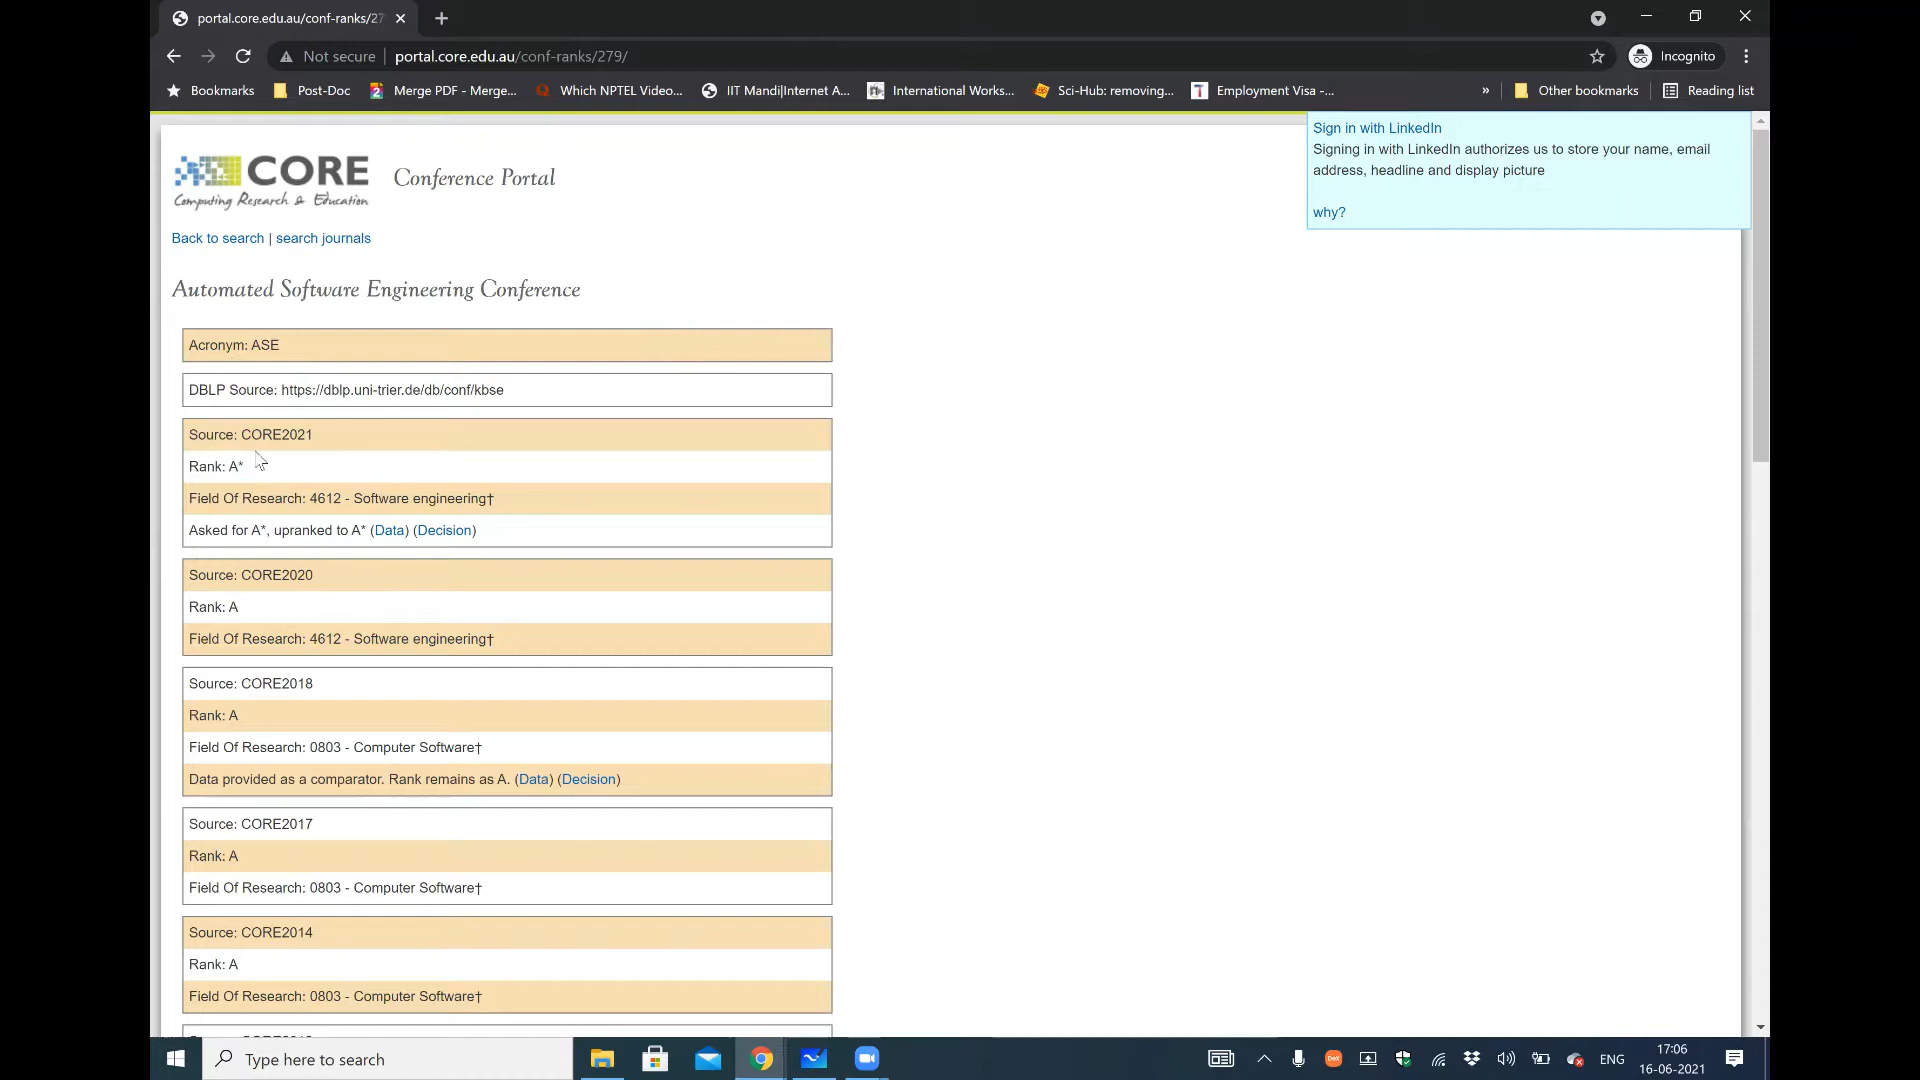 portal.core.edu.au/conf-ranks/27
Not secure
portal.core.edu.au/conf-ranks/279/
Incognito
Bookmarks
Post-Doc
Merge PDF - Merge...
Which NPTEL Video...
IIT Mandi|Internet A...
International Works...
Sci-Hub: removing...
Employment Visa -...
»
Other bookmarks
Reading list
Sign in with LinkedIn
Signing in with LinkedIn authorizes us to store your name, email
address, headline and display picture
why?
CORE
Computing Research & Education
Conference Portal
Back to search | search journals
Automated Software Engineering Conference
Acronym: ASE
DBLP Source: https://dblp.uni-trier.de/db/conf/kbse
Source: CORE2021
Rank: A*
Field Of Research: 4612 - Software engineering†
Asked for A*, upranked to A* (Data) (Decision)
Source: CORE2020
Rank: A
Field Of Research: 4612 - Software engineering†
Source: CORE2018
Rank: A
Field Of Research: 0803 - Computer Software†
Data provided as a comparator. Rank remains as A. (Data) (Decision)
Source: CORE2017
Rank: A
Field Of Research: 0803 - Computer Software†
Source: CORE2014
Rank: A
Field Of Research: 0803 - Computer Software†
Type here to search
ENG
17:06
16-06-2021